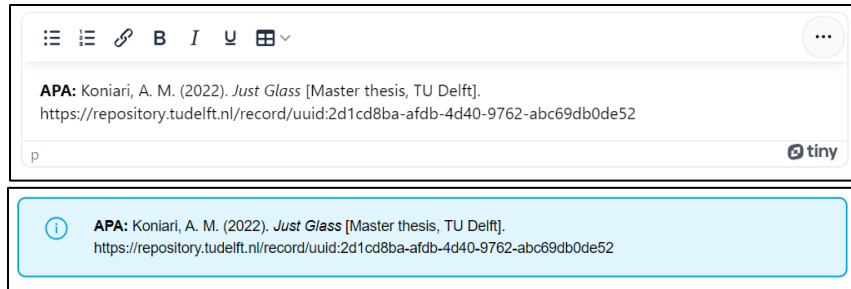 B I U
APA: Koniari, A. M. (2022). Just Glass [Master thesis, TU Delft].
https://repository.tudelft.nl/record/uuid:2d1cd8ba-afdb-4d40-9762-abc69db0de52
p tiny
APA: Koniari, A. M. (2022). Just Glass [Master thesis, TU Delft].
https://repository.tudelft.nl/record/uuid:2d1cd8ba-afdb-4d40-9762-abc69db0de52